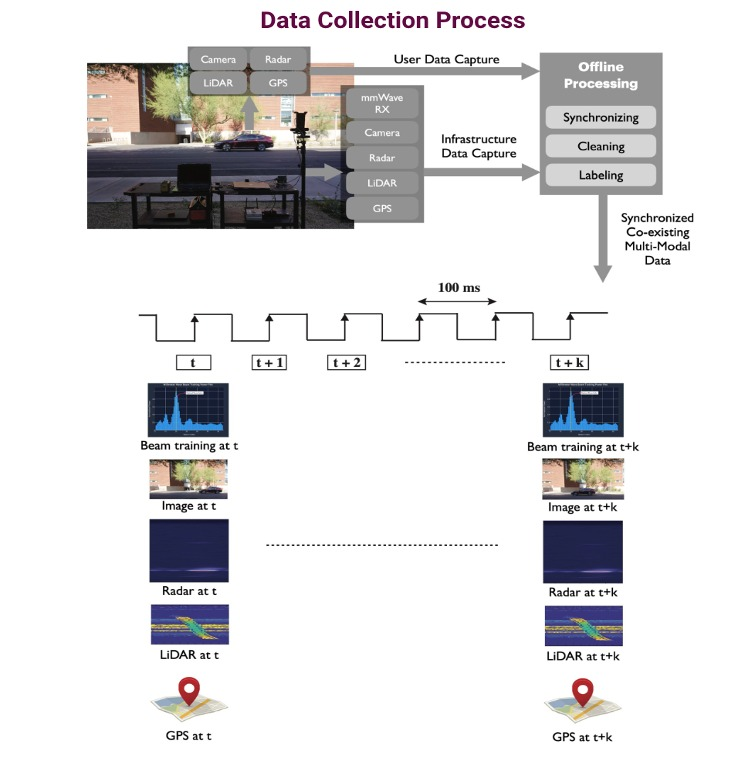 Data Collection Process
Camera
Radar
LiDAR
GPS
User Data Capture
mmWave
RX
Camera
Radar
LiDAR
GPS
Infrastructure
Data Capture
Offline
Processing
Synchronizing
Cleaning
Labeling
Synchronized
Co-existing
Multi-Modal
Data
100 ms
t
t + 1
t + 2
t + k
Beam training at t
Beam training at t+k
Image at t
Image at t+k
Radar at t
Radar at t+k
LiDAR at t
LiDAR at t+k
GPS at t
GPS at t+k